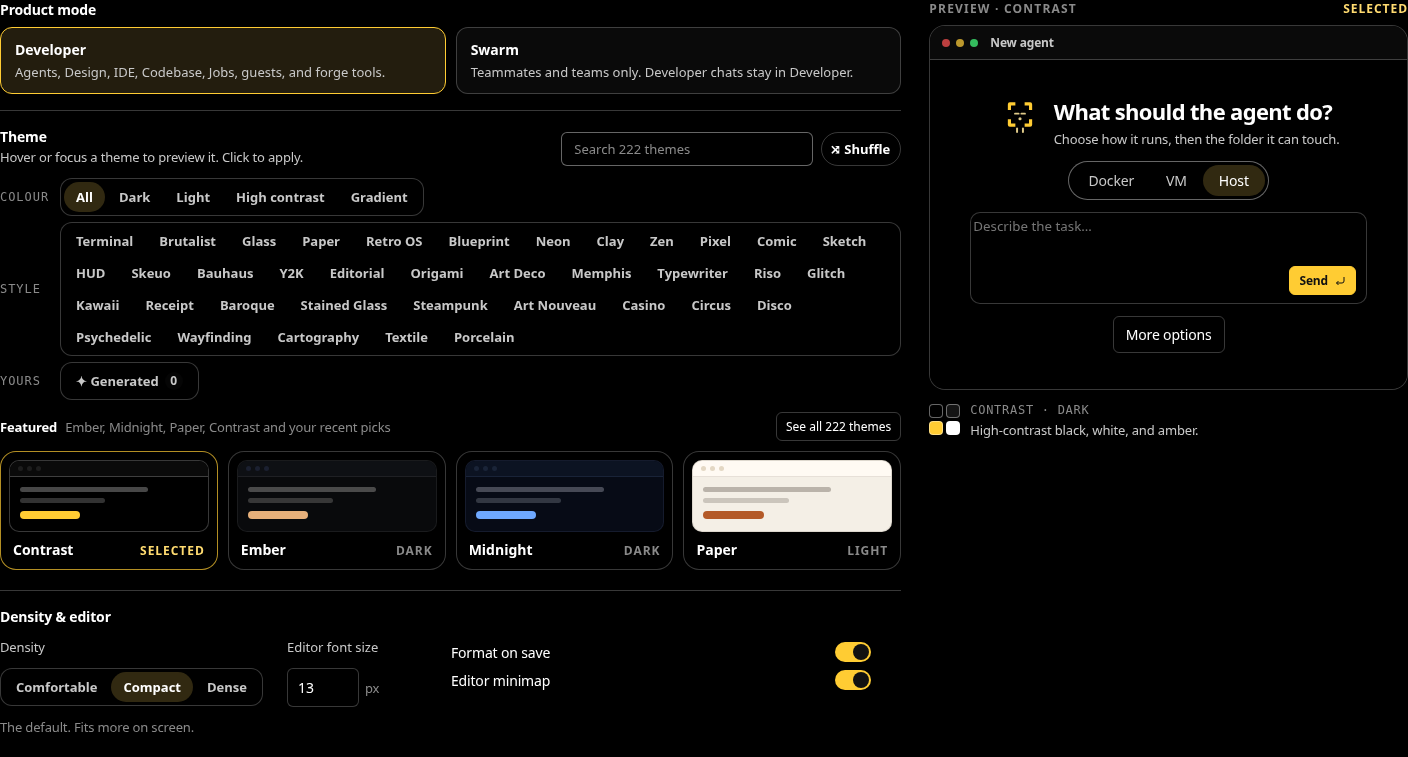 Product mode
Developer
Agents, Design, IDE, Codebase, Jobs, guests, and forge tools.
Swarm
Teammates and teams only. Developer chats stay in Developer.
Theme
Hover or focus a theme to preview it. Click to apply.
Search 222 themes
Shuffle
COLOUR
All Dark Light High contrast Gradient
STYLE
Terminal Brutalist Glass Paper Retro OS Blueprint Neon Clay Zen Pixel Comic Sketch
HUD Skeuo Bauhaus Y2K Editorial Origami Art Deco Memphis Typewriter Riso Glitch
Kawaii Receipt Baroque Stained Glass Steampunk Art Nouveau Casino Circus Disco
Psychedelic Wayfinding Cartography Textile Porcelain
YOURS
✦ Generated 0
Featured Ember, Midnight, Paper, Contrast and your recent picks
See all 222 themes
Contrast SELECTED
Ember DARK
Midnight DARK
Paper LIGHT
Density & editor
Density
Comfortable Compact Dense
The default. Fits more on screen.
Editor font size
13 px
Format on save
Editor minimap
PREVIEW · CONTRAST SELECTED
New agent
What should the agent do?
Choose how it runs, then the folder it can touch.
Docker VM Host
Describe the task...
Send
More options
CONTRAST · DARK
High-contrast black, white, and amber.